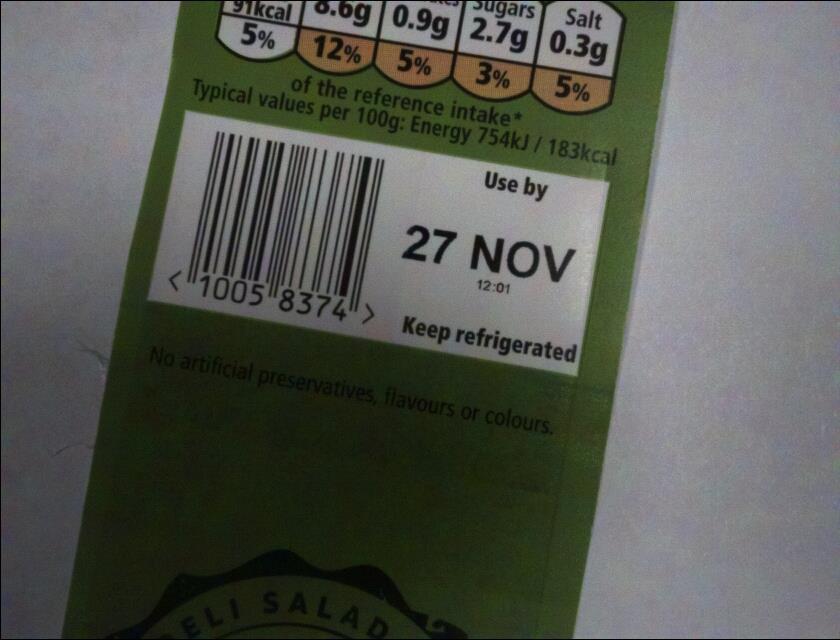 91kcal 8.6g 0.9g Sugars 2.7g Salt 0.3g
5% 12% 5% 3% 5%
of the reference intake*
Typical values per 100g: Energy 754kJ / 183kcal
Use by
27 NOV
12:01
<1005 8374>
Keep refrigerated
No artificial preservatives, flavours or colours.
DELI SALAD